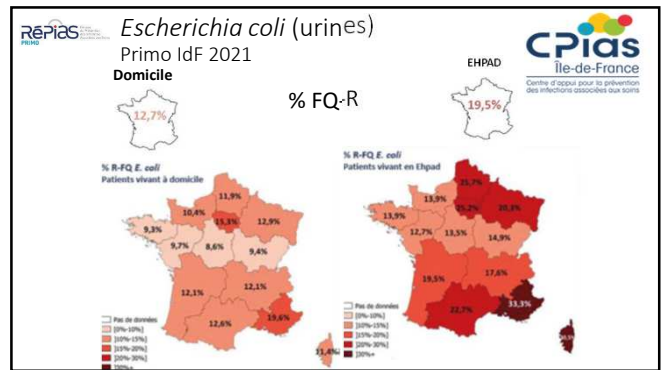 RéPIAS
PRIMO
Escherichia coli (urines)
Primo IdF 2021
CPias
Île-de-France
Centre d'appui pour la prévention
des infections associées aux soins
Domicile
12,7%
% FQ-R
EHPAD
19,5%
% R-FQ E. coli
Patients vivant à domicile
11,9%
10,4%
15,3%
12,9%
9,3%
9,7%
8,6%
9,4%
12,1%
12,1%
12,6%
19,6%
11,4%
Pas de données
[0%-10%]
]10%-15%]
]15%-20%]
]20%-30%]
]30%+
% R-FQ E. coli
Patients vivant en Ehpad
13,9%
25,2%
20,3%
13,9%
12,7%
13,5%
14,9%
19,5%
17,6%
22,7%
33,3%
Pas de données
[0%-10%]
]10%-15%]
]15%-20%]
]20%-30%]
]30%+